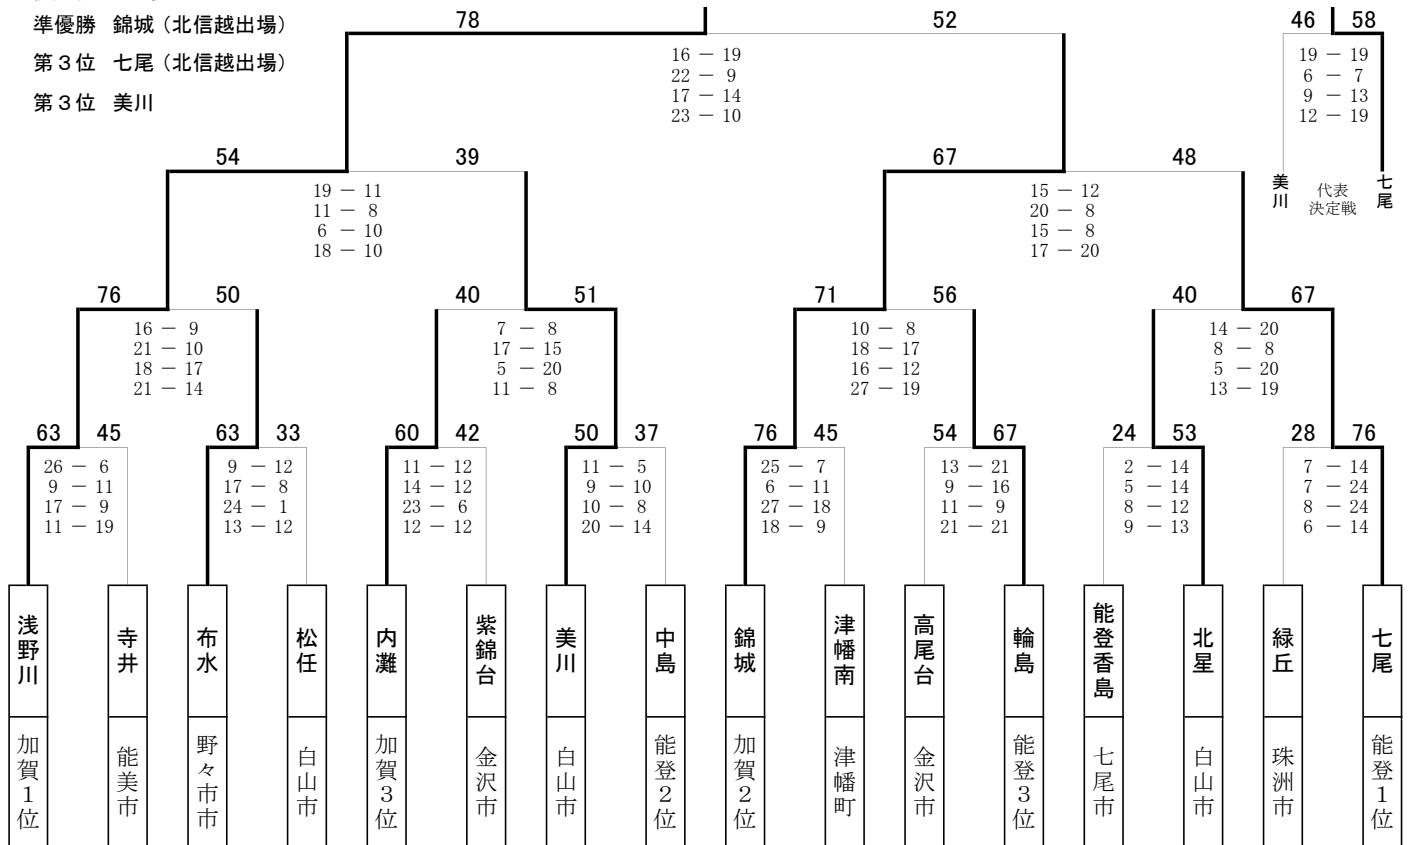 準優勝 錦城（北信越出場）
第３位 七尾（北信越出場）
第３位 美川
78 52
16 － 19
22 － 9
17 － 14
23 － 10
46 58
19 － 19
6 － 7
9 － 13
12 － 19
美川
代表
決定戦
七尾
54 39
19 － 11
11 － 8
6 － 10
18 － 10
67 48
15 － 12
20 － 8
15 － 8
17 － 20
76 50
16 － 9
21 － 10
18 － 17
21 － 14
40 51
7 － 8
17 － 15
5 － 20
11 － 8
71 56
10 － 8
18 － 17
16 － 12
27 － 19
40 67
14 － 20
8 － 8
5 － 20
13 － 19
63 45
26 － 6
9 － 11
17 － 9
11 － 19
63 33
9 － 12
17 － 8
24 － 1
13 － 12
60 42
11 － 12
14 － 12
23 － 6
12 － 12
50 37
11 － 5
9 － 10
10 － 8
20 － 14
76 45
25 － 7
6 － 11
27 － 18
18 － 9
54 67
13 － 21
9 － 16
11 － 9
21 － 21
24 53
2 － 14
5 － 14
8 － 12
9 － 13
28 76
7 － 14
7 － 24
8 － 24
6 － 14
浅野川
寺井
布水
松任
内灘
紫錦台
美川
中島
錦城
津幡南
高尾台
輪島
能登香島
北星
緑丘
七尾
加賀１位
能美市
野々市市
白山市
加賀３位
金沢市
白山市
能登２位
加賀２位
津幡町
金沢市
能登３位
七尾市
白山市
珠洲市
能登１位